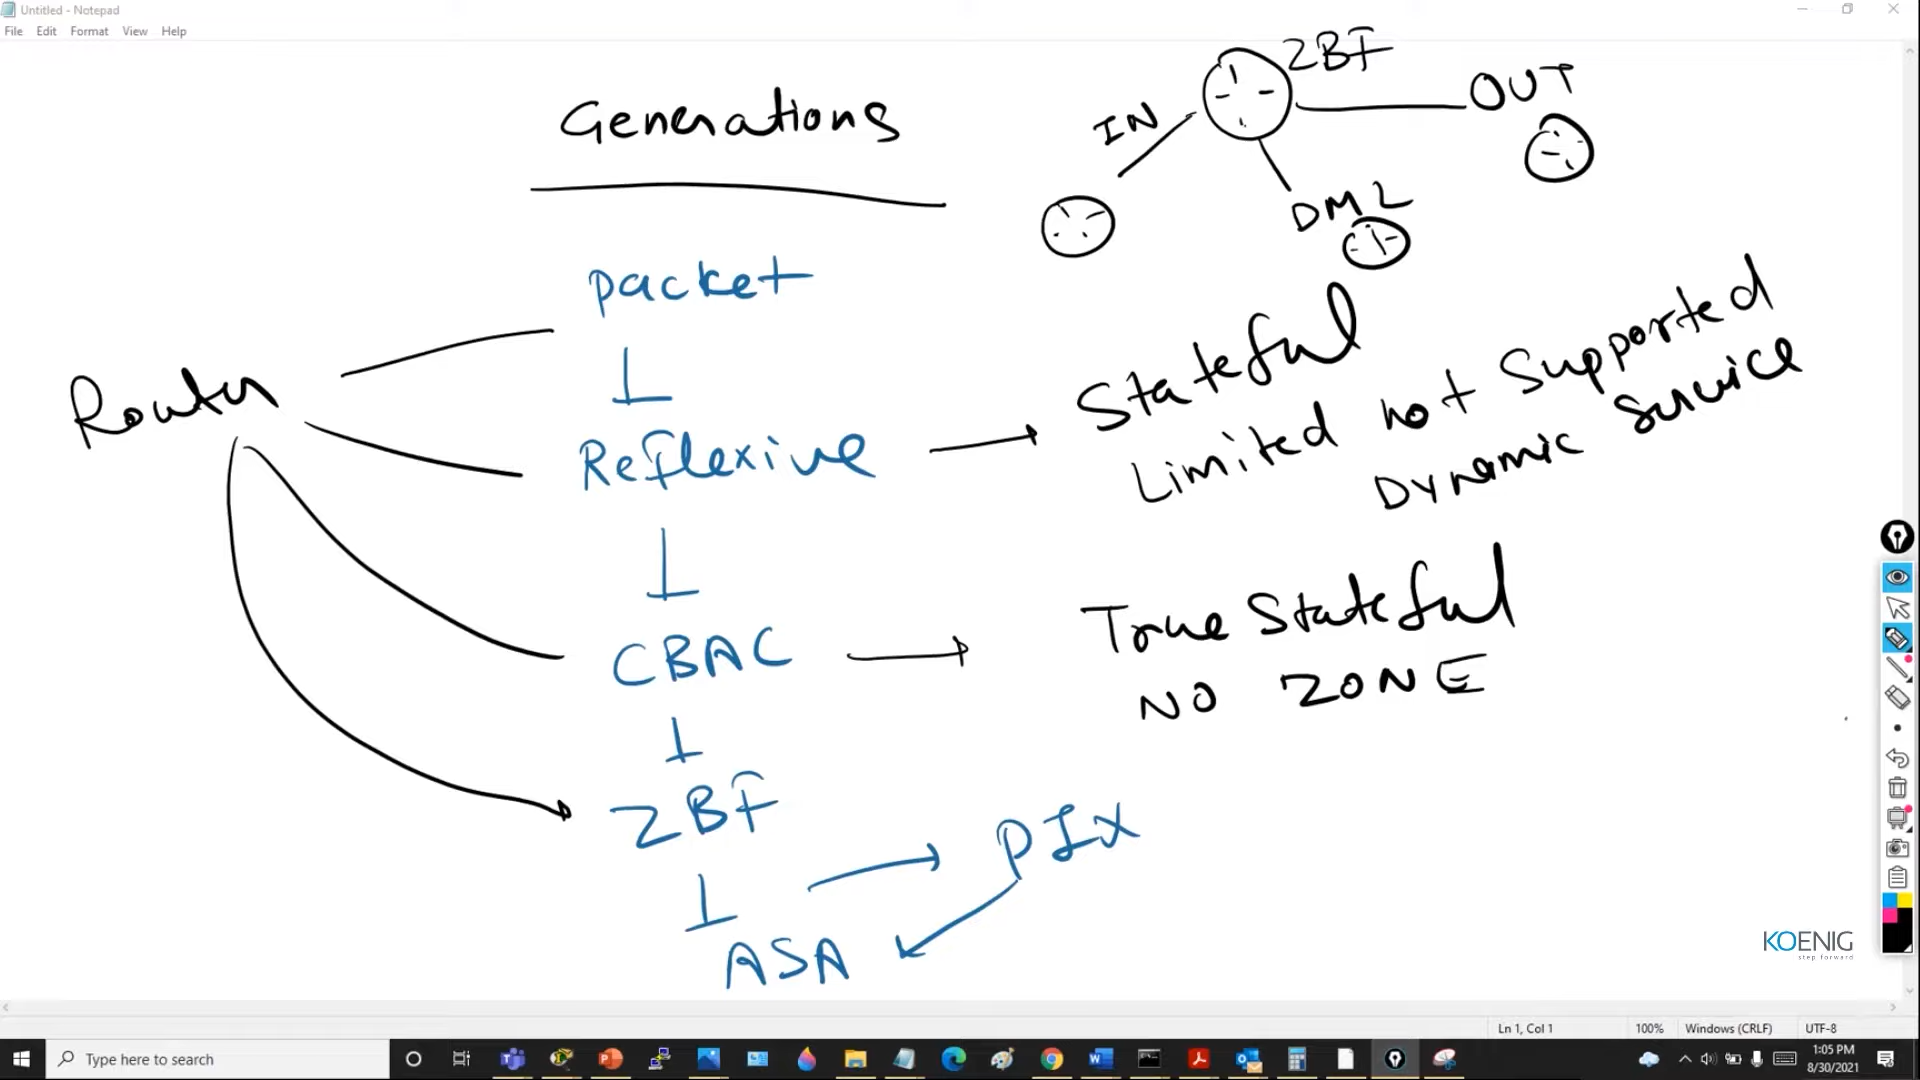 Untitled - Notepad
File Edit Format View Help
Generations
IN
ZBF
OUT
DMZ
packet
Router
Reflexive
Stateful
Limited not Supported
Dynamic Service
CBAC
True Stateful
NO ZONE
ZBF
PIX
ASA
KOENIG
step forward
Ln 1, Col 1 100% Windows (CRLF) UTF-8
Type here to search
1:05 PM
8/30/2021